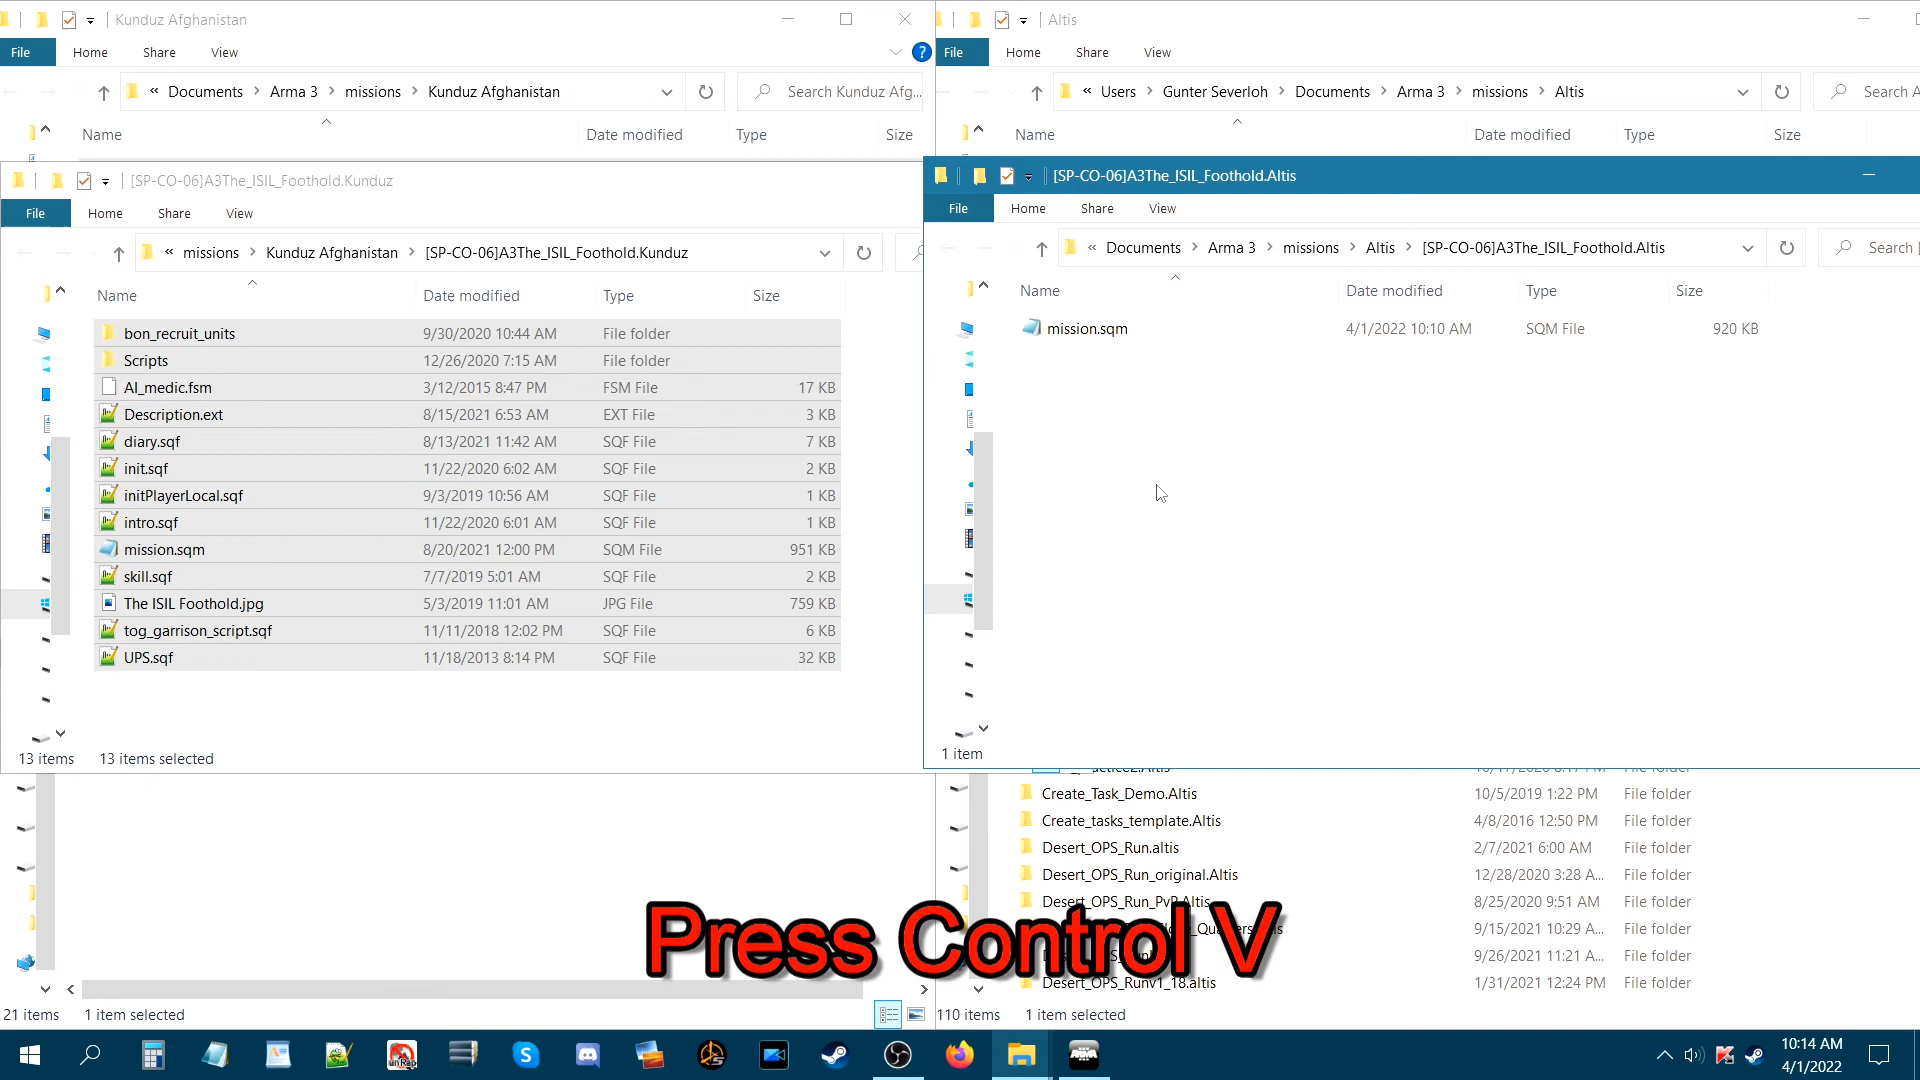 Kunduz Afghanistan
File Home Share View
Documents Arma 3 missions Kunduz Afghanistan
Search Kunduz Afg...
Name Date modified Type Size
[SP-CO-06]A3The_ISIL_Foothold.Kunduz
File Home Share View
« missions Kunduz Afghanistan [SP-CO-06]A3The_ISIL_Foothold.Kunduz
Name Date modified Type Size
bon_recruit_units 9/30/2020 10:44 AM File folder
Scripts 12/26/2020 7:15 AM File folder
AI_medic.fsm 3/12/2015 8:47 PM FSM File 17 KB
Description.ext 8/15/2021 6:53 AM EXT File 3 KB
diary.sqf 8/13/2021 11:42 AM SQF File 7 KB
init.sqf 11/22/2020 6:02 AM SQF File 2 KB
initPlayerLocal.sqf 9/3/2019 10:56 AM SQF File 1 KB
intro.sqf 11/22/2020 6:01 AM SQF File 1 KB
mission.sqm 8/20/2021 12:00 PM SQM File 951 KB
skill.sqf 7/7/2019 5:01 AM SQF File 2 KB
The ISIL Foothold.jpg 5/3/2019 11:01 AM JPG File 759 KB
tog_garrison_script.sqf 11/11/2018 12:02 PM SQF File 6 KB
UPS.sqf 11/18/2013 8:14 PM SQF File 32 KB
13 items 13 items selected
21 items 1 item selected
Altis
File Home Share View
« Users Gunter Severloh Documents Arma 3 missions Altis
Search A
Name Date modified Type Size
[SP-CO-06]A3The_ISIL_Foothold.Altis
File Home Share View
« Documents Arma 3 missions Altis [SP-CO-06]A3The_ISIL_Foothold.Altis
Search [
Name Date modified Type Size
mission.sqm 4/1/2022 10:10 AM SQM File 920 KB
1 item
Create_Task_Demo.Altis 10/5/2019 1:22 PM File folder
Create_tasks_template.Altis 4/8/2016 12:50 PM File folder
Desert_OPS_Run.altis 2/7/2021 6:00 AM File folder
Desert_OPS_Run_original.Altis 12/28/2020 3:28 A... File folder
Desert_OPS_Run_PvP.Altis 8/25/2020 9:51 AM File folder
9/15/2021 10:29 A... File folder
9/26/2021 11:21 A... File folder
Desert_OPS_Runv1_18.altis 1/31/2021 12:24 PM File folder
110 items 1 item selected
Press Control V
10:14 AM
4/1/2022